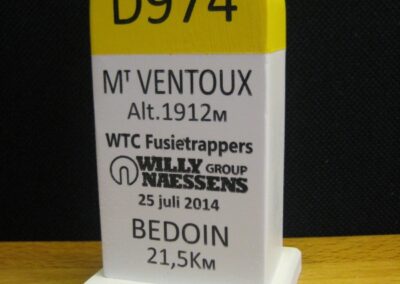 D974
Mᵀ VENTOUX
Alt.1912м
WTC Fusietrappers
WILLY GROUP
NAESSENS
25 juli 2014
BEDOIN
21,5Kм